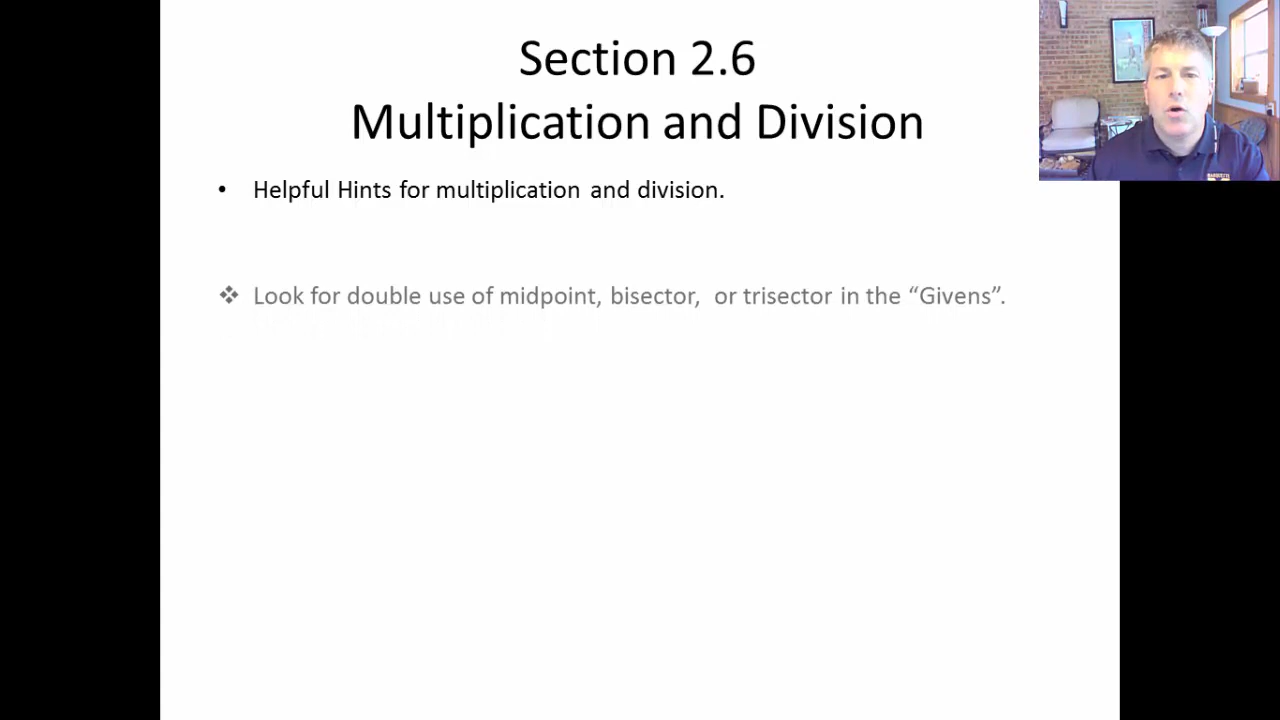 Section 2.6
Multiplication and Division
• Helpful Hints for multiplication and division.
❖ Look for double use of midpoint, bisector, or trisector in the “Givens”.
MARQUETTE